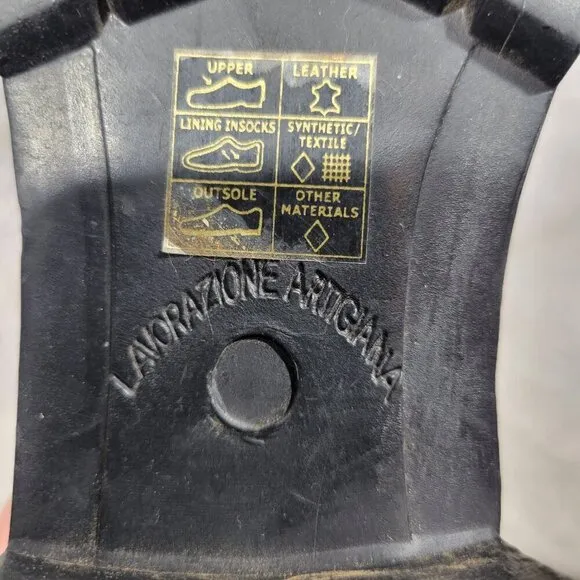 UPPER LEATHER
LINING INSOCKS SYNTHETIC/
TEXTILE
OUTSOLE OTHER
MATERIALS
LAVORAZIONE ARTIGIANA